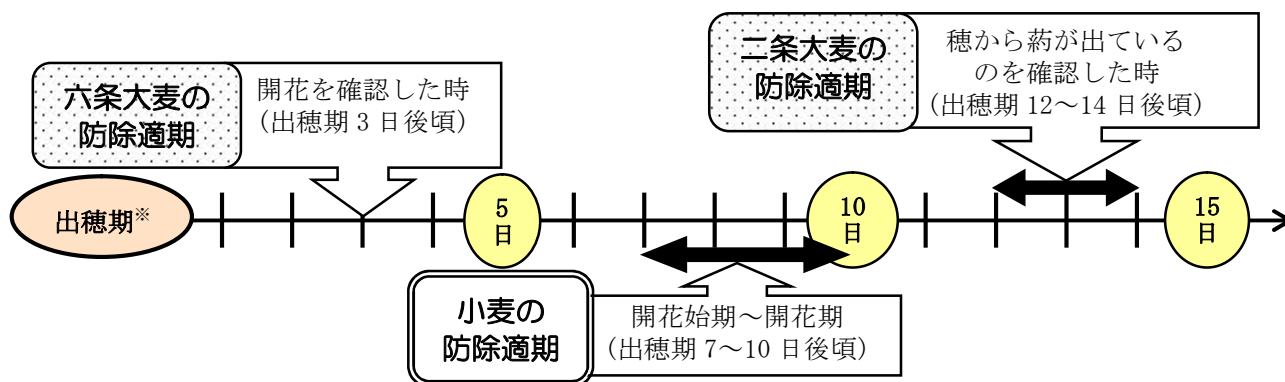 六条大麦の
防除適期
開花を確認した時
(出穂期 3 日後頃)
二条大麦の
防除適期
穂から葯が出ている
のを確認した時
(出穂期 12～14 日後頃)
出穂期※
5
日
10
日
15
日
小麦の
防除適期
開花始期～開花期
(出穂期 7～10 日後頃)